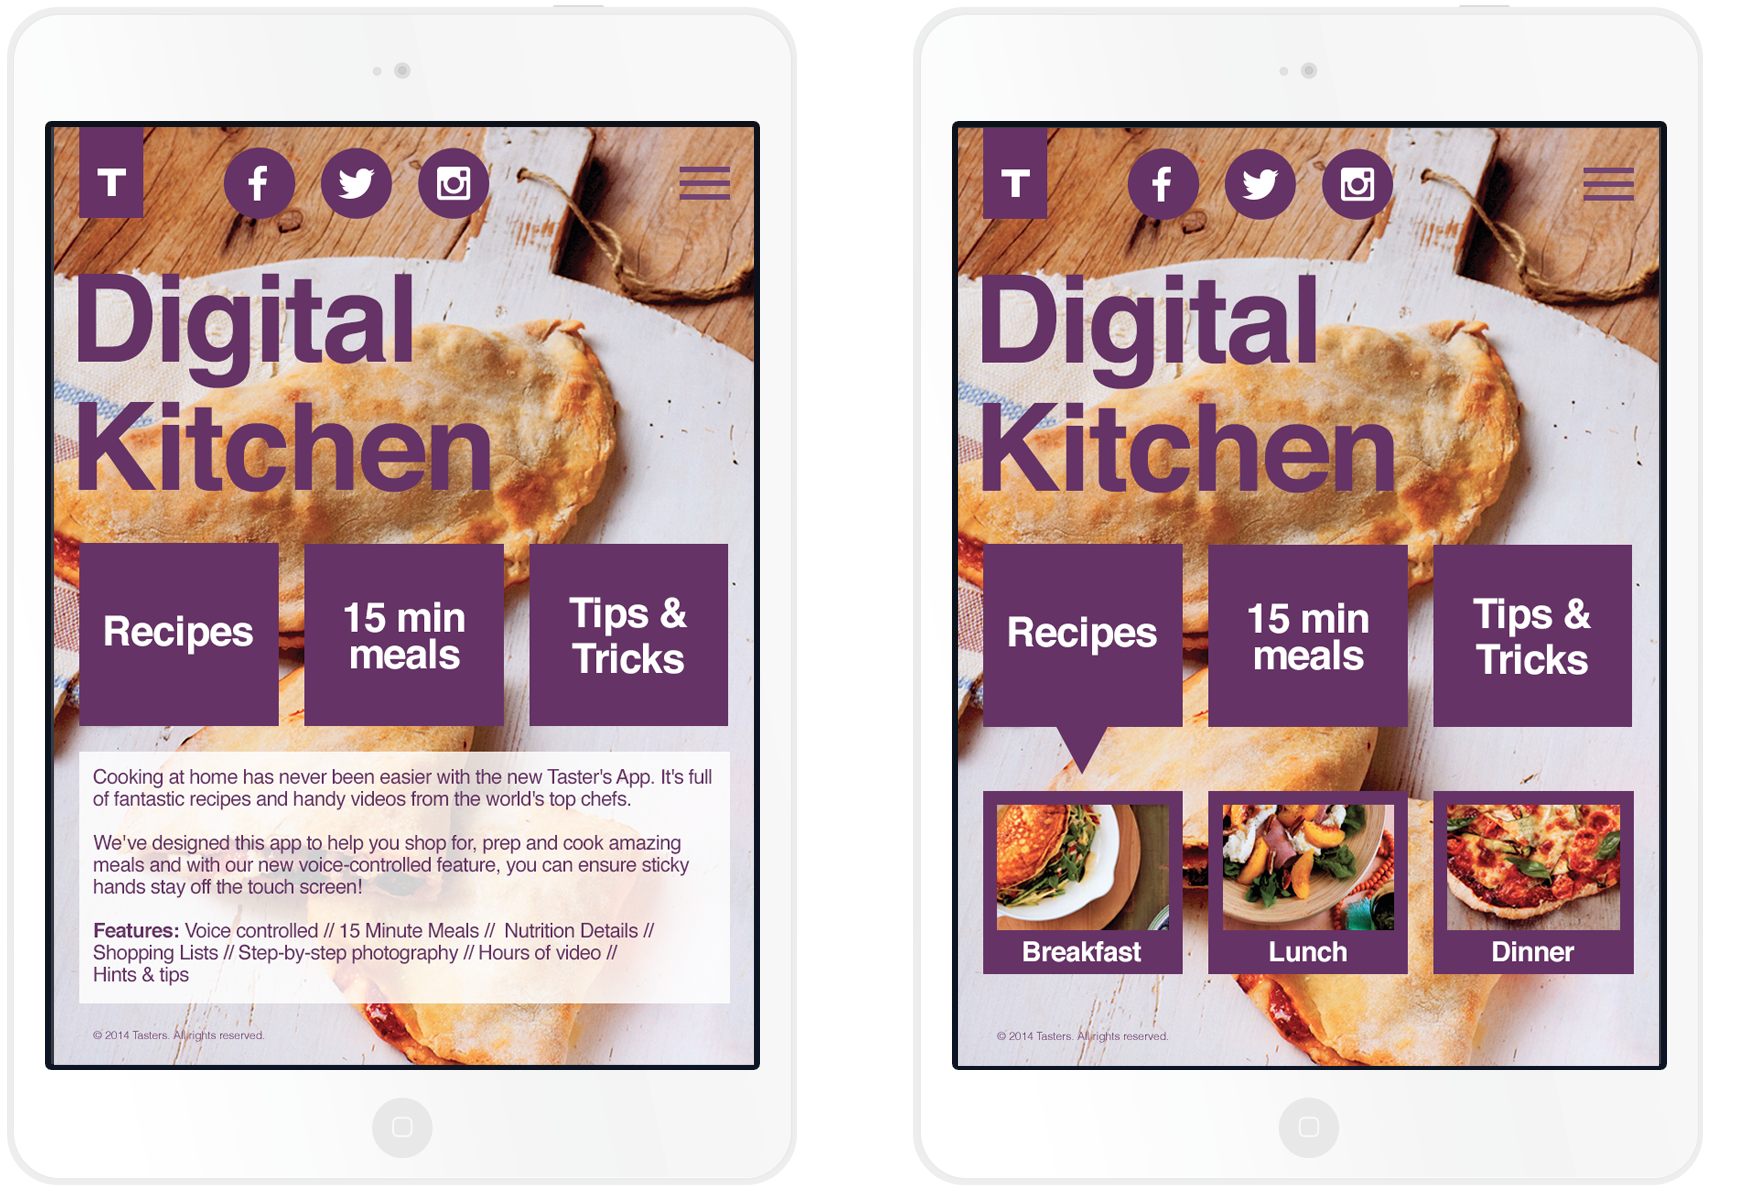 T
Digital
Kitchen
Recipes
15 min
meals
Tips &
Tricks
Cooking at home has never been easier with the new Taster's App. It's full
of fantastic recipes and handy videos from the world's top chefs.
We've designed this app to help you shop for, prep and cook amazing
meals and with our new voice-controlled feature, you can ensure sticky
hands stay off the touch screen!
Features: Voice controlled // 15 Minute Meals //  Nutrition Details //
Shopping Lists // Step-by-step photography // Hours of video //
Hints & tips
© 2014 Tasters. All rights reserved.
T
Digital
Kitchen
Recipes
15 min
meals
Tips &
Tricks
Breakfast
Lunch
Dinner
© 2014 Tasters. All rights reserved.